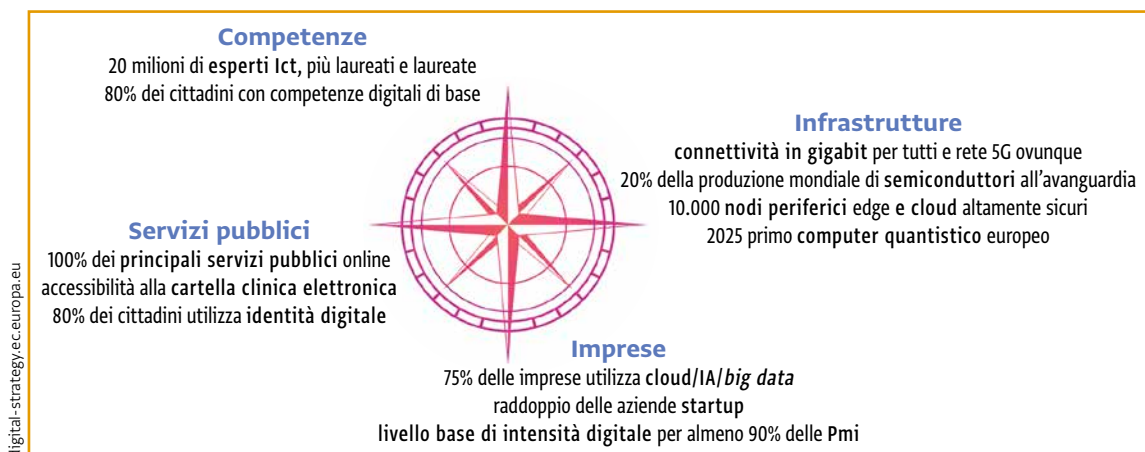 Competenze
20 milioni di esperti Ict, più laureati e laureate
80% dei cittadini con competenze digitali di base
Infrastrutture
connettività in gigabit per tutti e rete 5G ovunque
20% della produzione mondiale di semiconduttori all'avanguardia
10.000 nodi periferici edge e cloud altamente sicuri
2025 primo computer quantistico europeo
Servizi pubblici
100% dei principali servizi pubblici online
accessibilità alla cartella clinica elettronica
80% dei cittadini utilizza identità digitale
Imprese
75% delle imprese utilizza cloud/IA/big data
raddoppio delle aziende startup
livello base di intensità digitale per almeno 90% delle Pmi
igital-strategy.ec.europa.eu